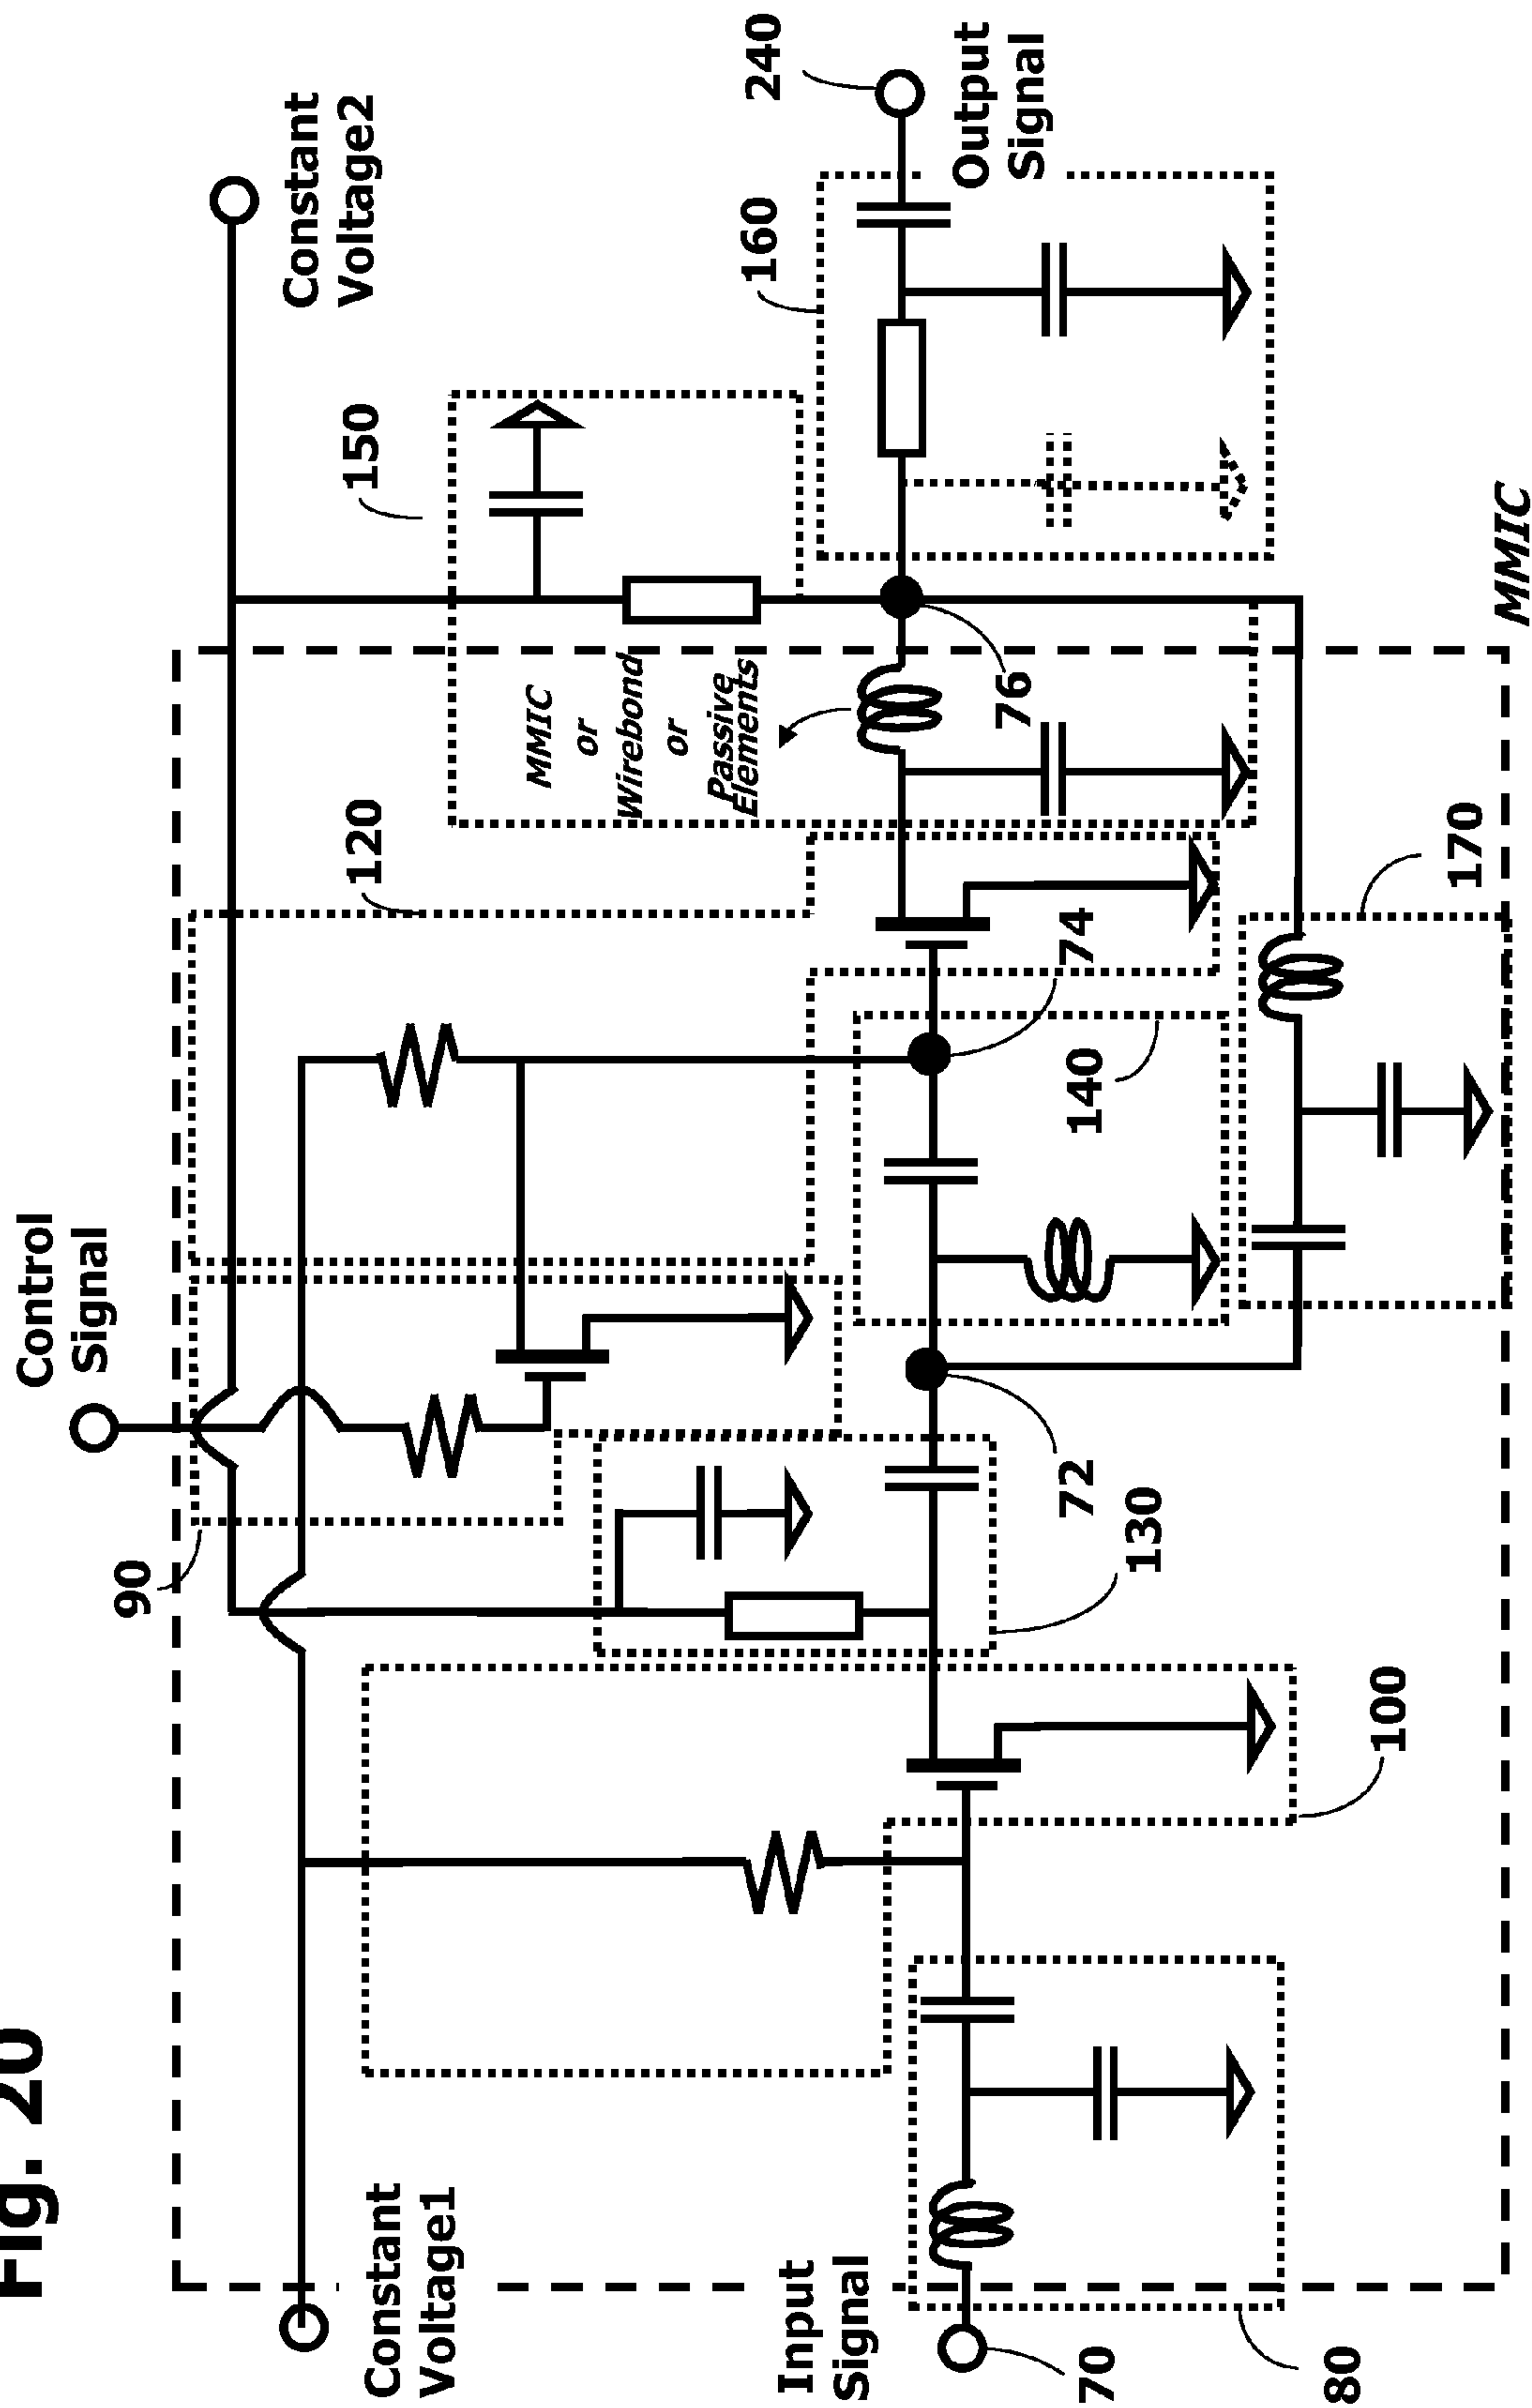 Fig. 20
Control
Signal
90
120
150
Constant
Voltage2
Constant
Voltage1
MMIC
or
Wirebond
or
Passive
Elements
160
240
Output
Signal
Input
Signal
76
74
72
140
130
70
80
100
170
MMIC